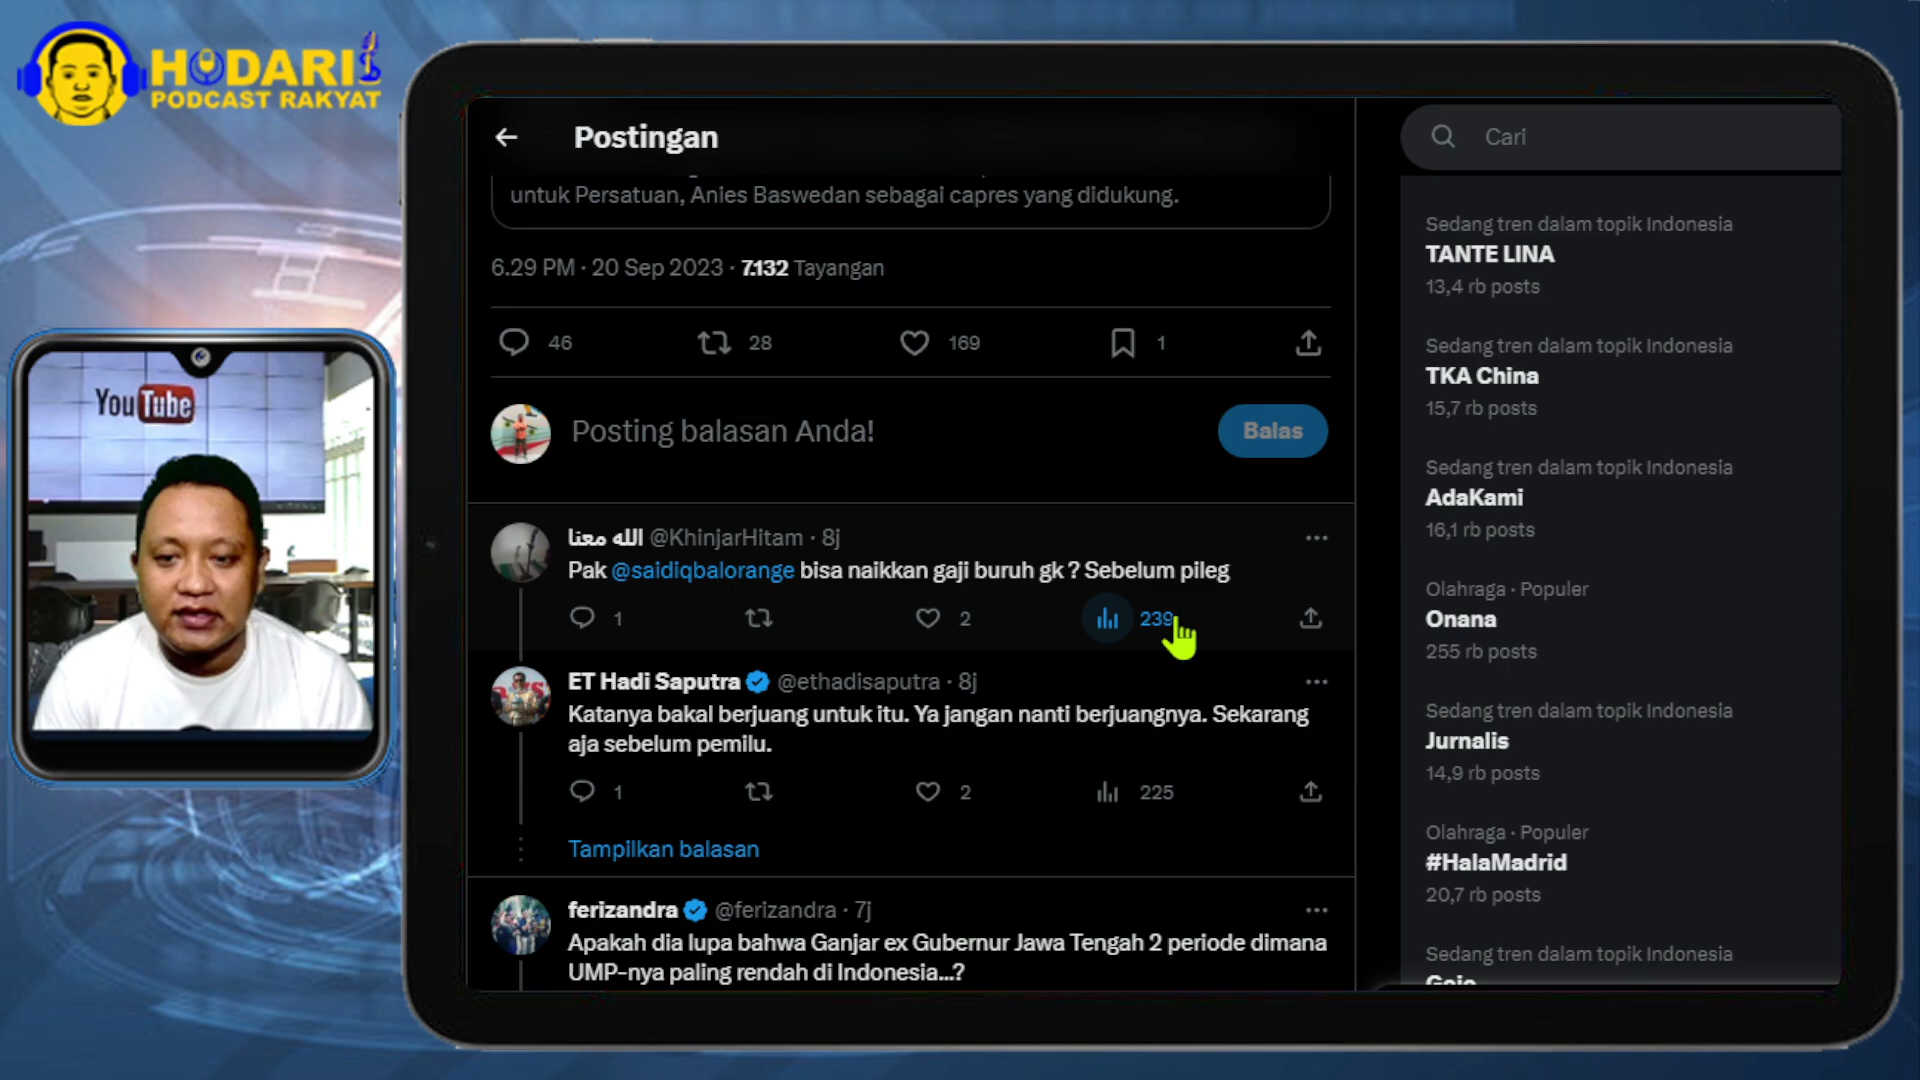 HODARI
PODCAST RAKYAT
YouTube
Postingan
untuk Persatuan, Anies Baswedan sebagai capres yang didukung.
6.29 PM · 20 Sep 2023 · 7.132 Tayangan
46
28
169
1
Posting balasan Anda!
Balas
الله معنا @KhinjarHitam · 8j
Pak @saidiqbalorange bisa naikkan gaji buruh gk ? Sebelum pileg
1
2
239
ET Hadi Saputra @ethadisaputra · 8j
Katanya bakal berjuang untuk itu. Ya jangan nanti berjuangnya. Sekarang
aja sebelum pemilu.
1
2
225
Tampilkan balasan
ferizandra @ferizandra · 7j
Apakah dia lupa bahwa Ganjar ex Gubernur Jawa Tengah 2 periode dimana
UMP-nya paling rendah di Indonesia...?
Cari
Sedang tren dalam topik Indonesia
TANTE LINA
13,4 rb posts
Sedang tren dalam topik Indonesia
TKA China
15,7 rb posts
Sedang tren dalam topik Indonesia
AdaKami
16,1 rb posts
Olahraga · Populer
Onana
255 rb posts
Sedang tren dalam topik Indonesia
Jurnalis
14,9 rb posts
Olahraga · Populer
#HalaMadrid
20,7 rb posts
Sedang tren dalam topik Indonesia